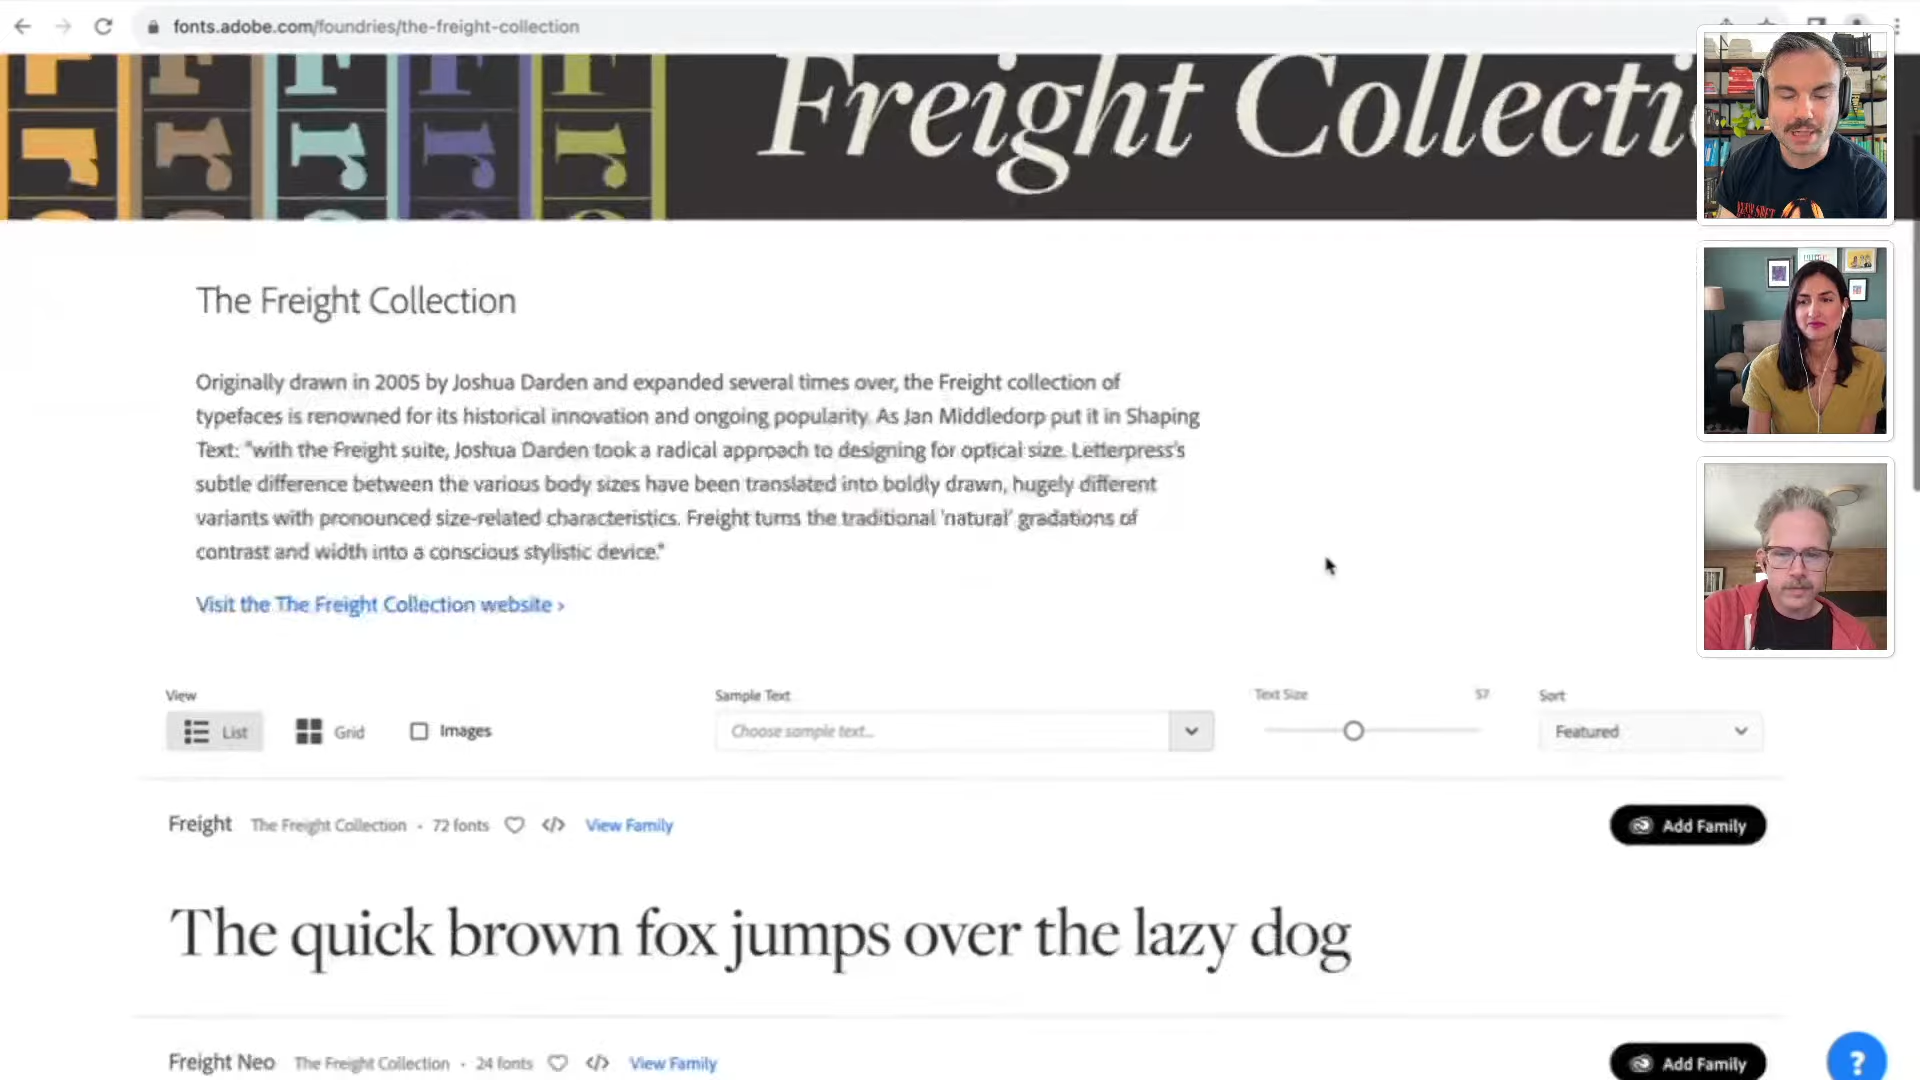 fonts.adobe.com/foundries/the-freight-collection
Freight Collecti
The Freight Collection
Originally drawn in 2005 by Joshua Darden and expanded several times over, the Freight collection of
typefaces is renowned for its historical innovation and ongoing popularity. As Jan Middledorp put it in Shaping
Text: "with the Freight suite, Joshua Darden took a radical approach to designing for optical size. Letterpress's
subtle difference between the various body sizes have been translated into boldly drawn, hugely different
variants with pronounced size-related characteristics. Freight turns the traditional 'natural' gradations of
contrast and width into a conscious stylistic device."
Visit the The Freight Collection website ›
View
Sample Text
Text Size
57
Sort
List
Grid
Images
Choose sample text...
Featured
Freight The Freight Collection • 72 fonts </> View Family
Add Family
The quick brown fox jumps over the lazy dog
Freight Neo The Freight Collection • 24 fonts </> View Family
Add Family
?